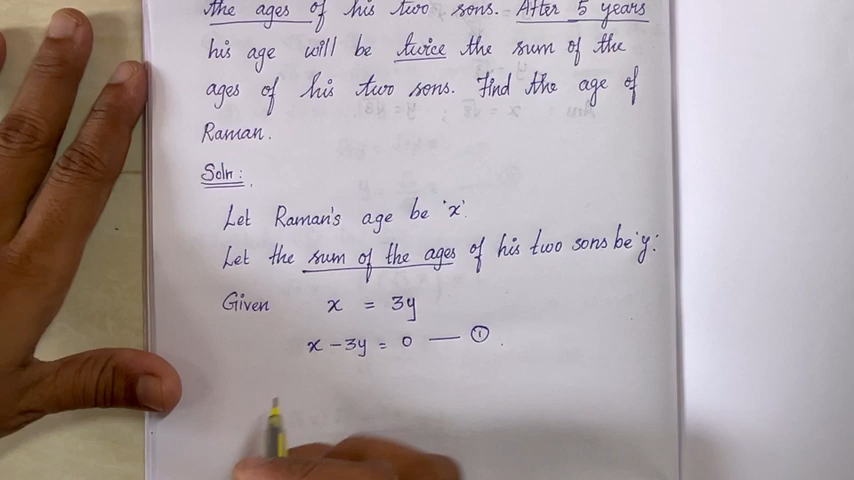 the ages of his two sons. After 5 years
his age will be twice the sum of the
ages of his two sons. Find the age of
Raman.
Soln:
Let Raman's age be 'x'.
Let the sum of the ages of his two sons be 'y'.
Given x = 3y
x - 3y = 0 — ①.